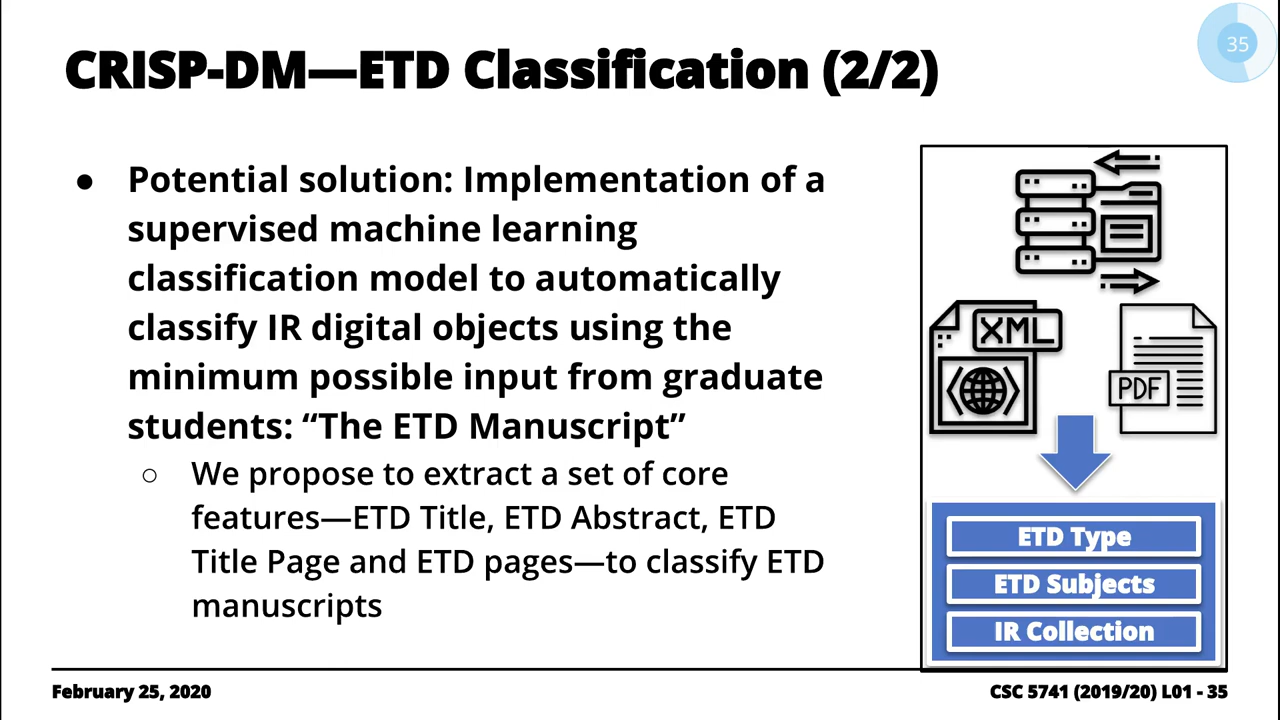 35
CRISP-DM—ETD Classification (2/2)
● Potential solution: Implementation of a
supervised machine learning
classification model to automatically
classify IR digital objects using the
minimum possible input from graduate
students: “The ETD Manuscript”
○ We propose to extract a set of core
features—ETD Title, ETD Abstract, ETD
Title Page and ETD pages—to classify ETD
manuscripts
XML
PDF
ETD Type
ETD Subjects
IR Collection
February 25, 2020
CSC 5741 (2019/20) L01 - 35